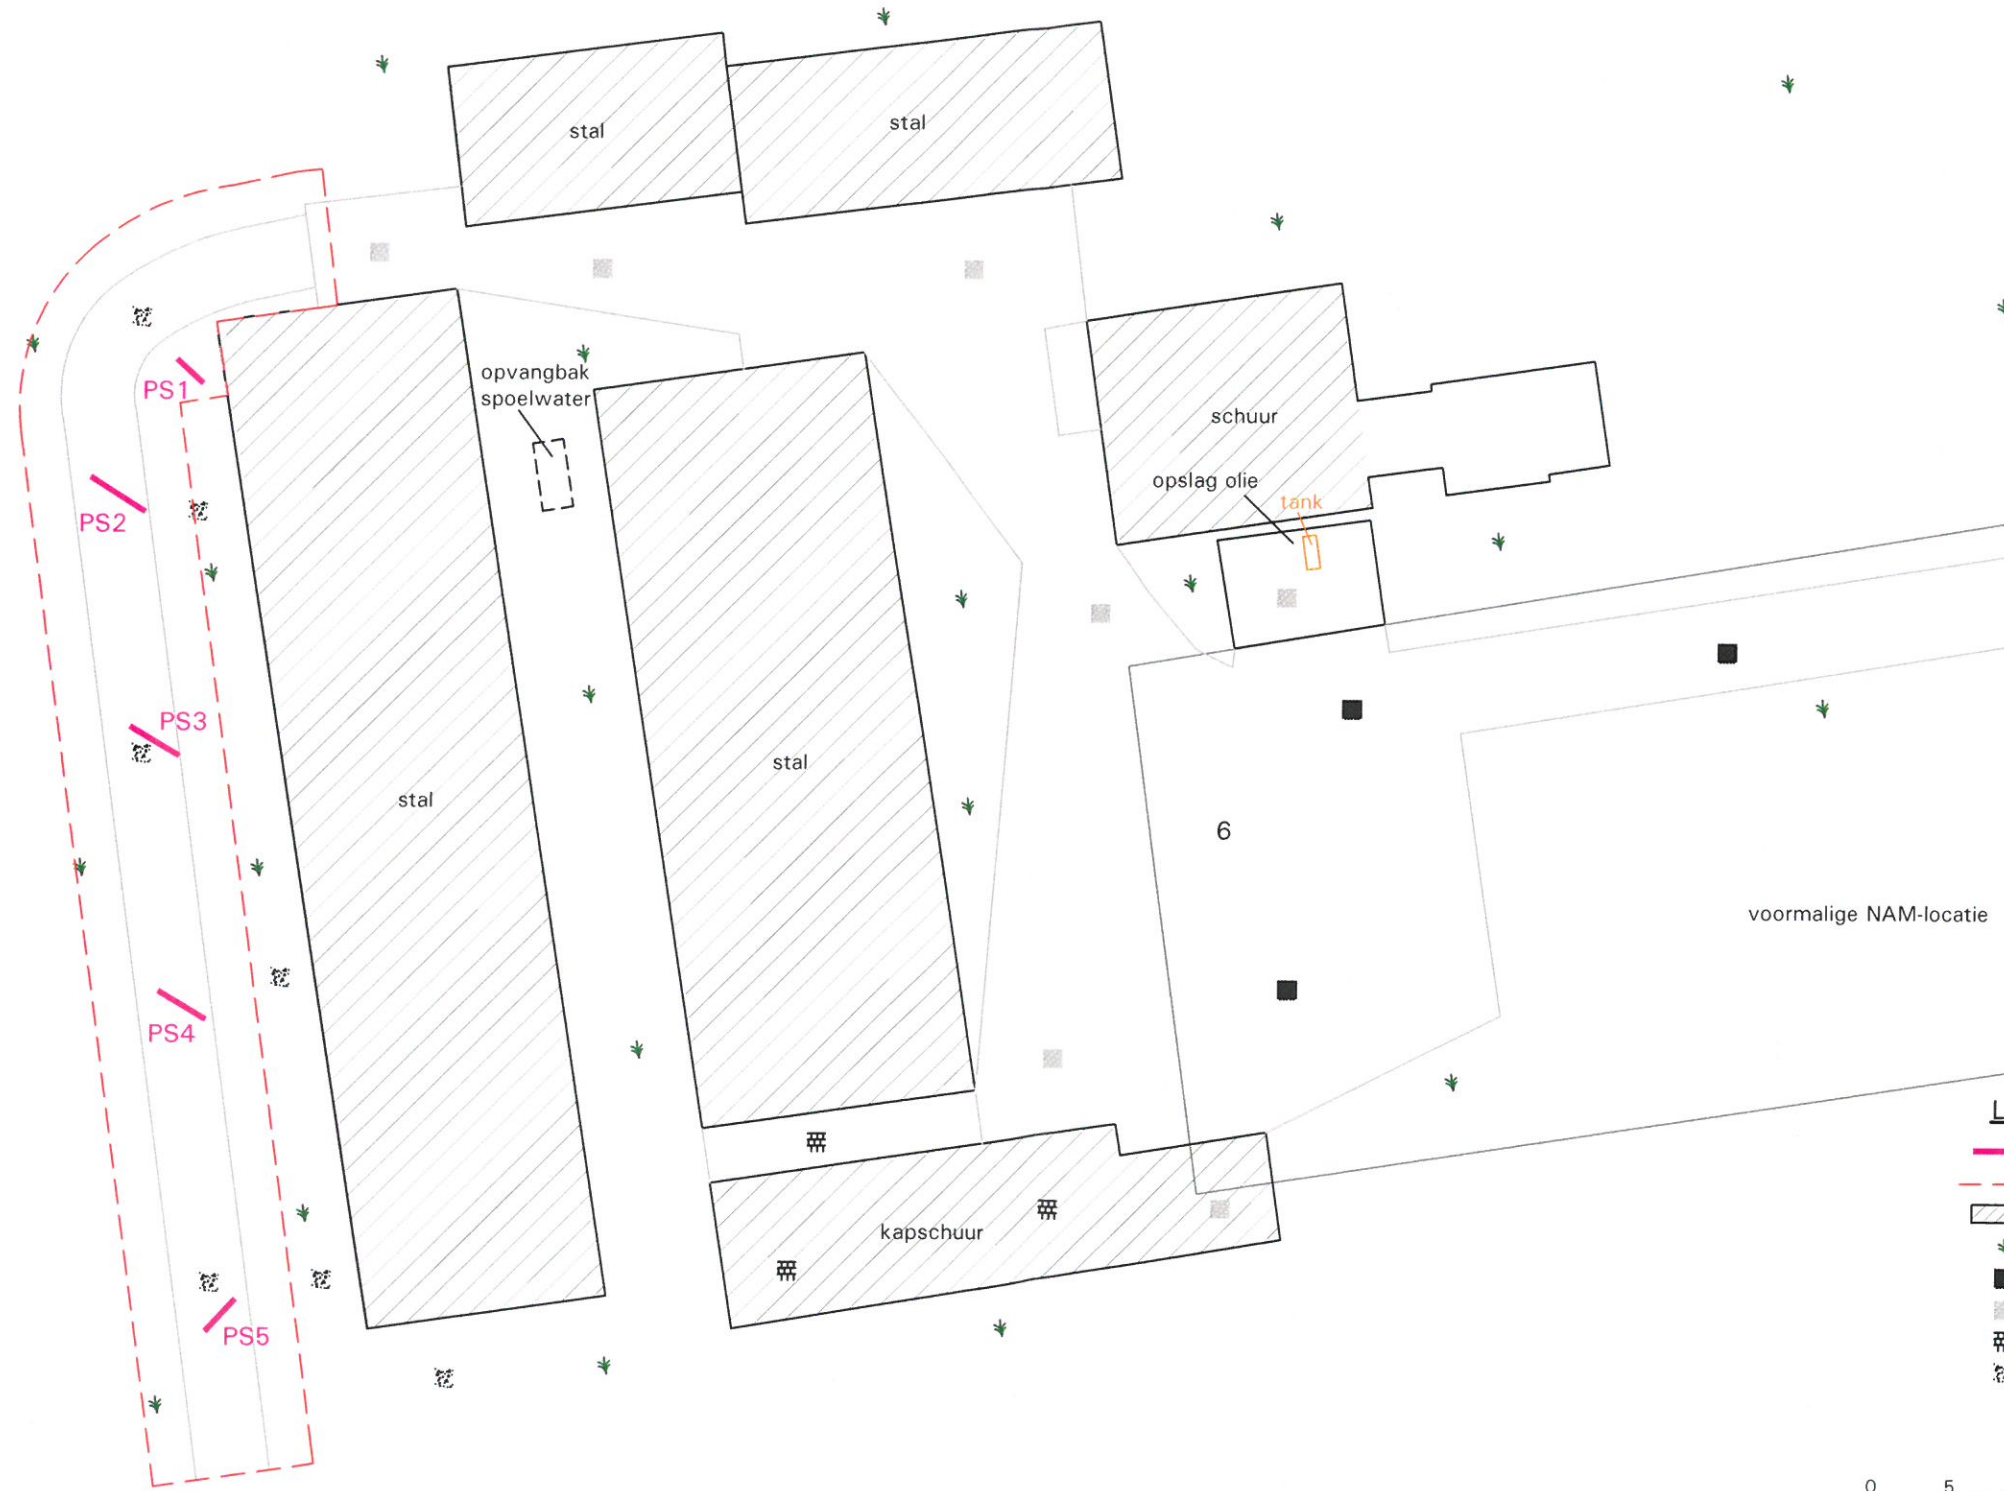 stal
stal
opvangbak
spoelwater
PS1
schuur
opslag olie
tank
PS2
PS3
stal
stal
6
voormalige NAM-locatie
PS4
kapschuur
PS5
0 5